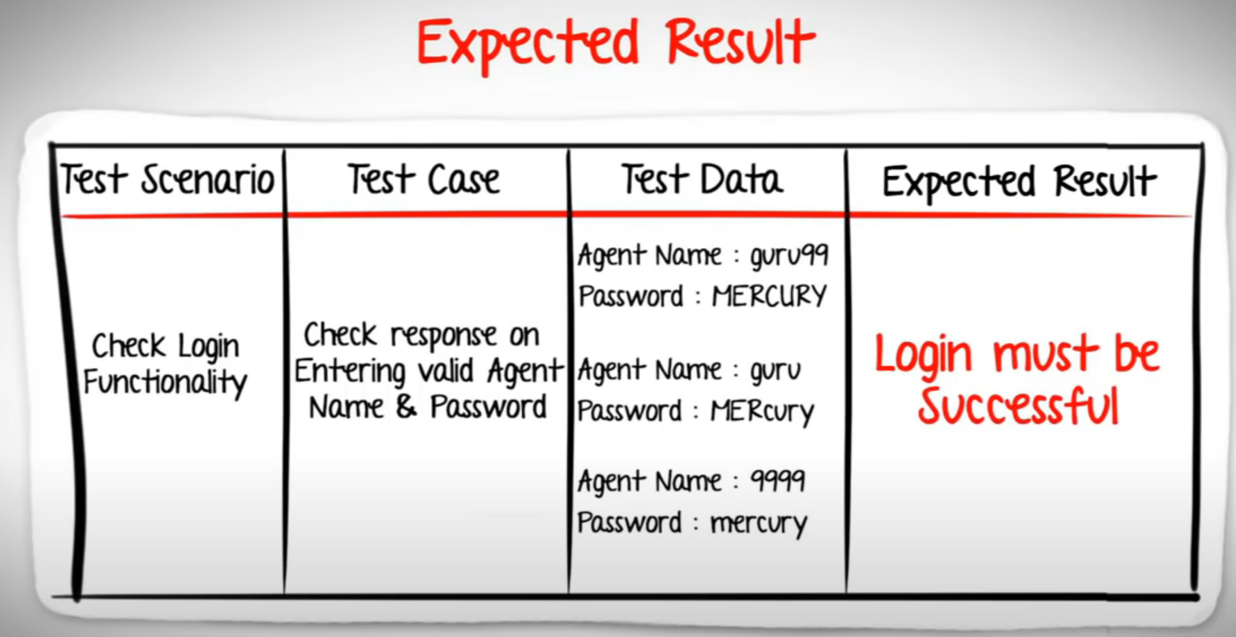 Expected Result
Test Scenario
Test Case
Test Data
Expected Result
Check Login
Functionality
Check response on
Entering valid Agent
Name & Password
Agent Name : guru99
Password : MERCURY
Agent Name : guru
Password : MERcury
Agent Name : 9999
Password : mercury
Login must be
Successful